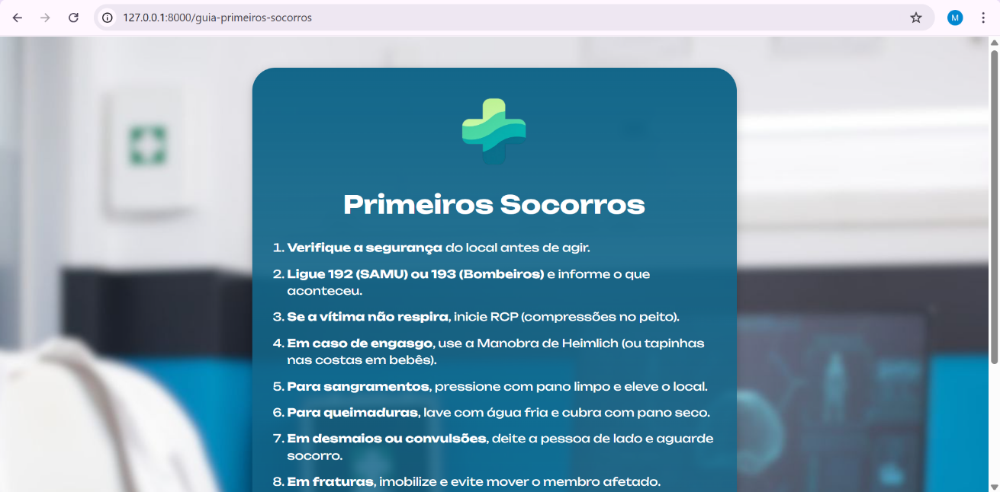 127.0.0.1:8000/guia-primeiros-socorros
M
Primeiros Socorros
1. Verifique a segurança do local antes de agir.
2. Ligue 192 (SAMU) ou 193 (Bombeiros) e informe o que
aconteceu.
3. Se a vítima não respira, inicie RCP (compressões no peito).
4. Em caso de engasgo, use a Manobra de Heimlich (ou tapinhas
nas costas em bebês).
5. Para sangramentos, pressione com pano limpo e eleve o local.
6. Para queimaduras, lave com água fria e cubra com pano seco.
7. Em desmaios ou convulsões, deite a pessoa de lado e aguarde
socorro.
8. Em fraturas, imobilize e evite mover o membro afetado.